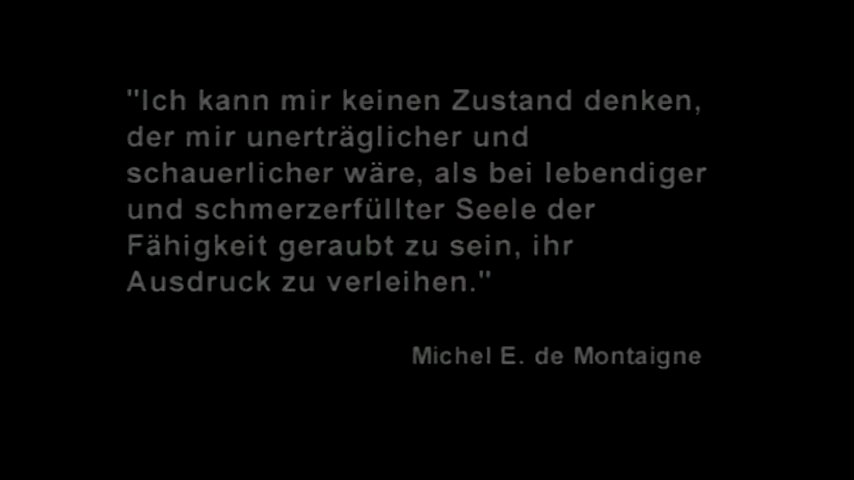 "Ich kann mir keinen Zustand denken,
der mir unerträglicher und
schauerlicher wäre, als bei lebendiger
und schmerzerfüllter Seele der
Fähigkeit geraubt zu sein, ihr
Ausdruck zu verleihen."
Michel E. de Montaigne